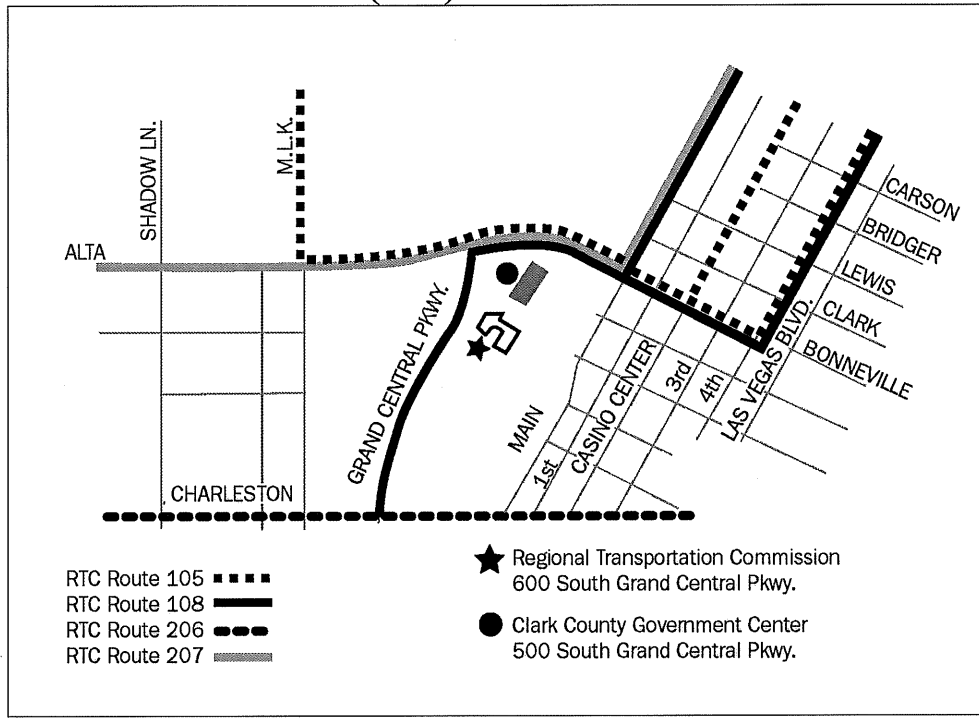 SHADOW LN.
M.L.K.
ALTA
GRAND CENTRAL PKWY.
CHARLESTON
MAIN
1st
CASINO CENTER
3rd
4th
LAS VEGAS BLVD.
CARSON
BRIDGER
LEWIS
CLARK
BONNEVILLE
RTC Route 105
RTC Route 108
RTC Route 206
RTC Route 207
Regional Transportation Commission
600 South Grand Central Pkwy.
Clark County Government Center
500 South Grand Central Pkwy.